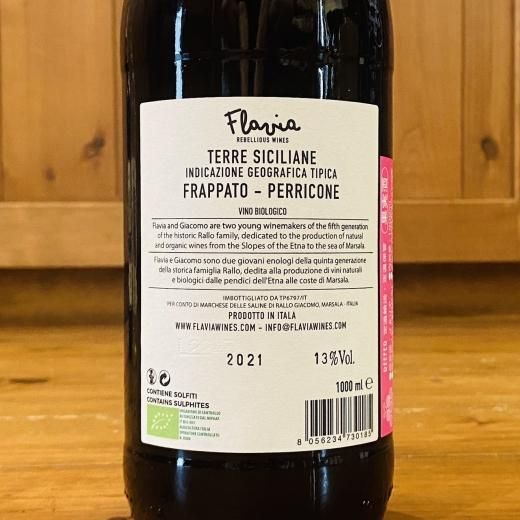 Flavia
REBELLIOUS WINES
TERRE SICILIANE
INDICAZIONE GEOGRAFICA TIPICA
FRAPPATO - PERRICONE
VINO BIOLOGICO
Flavia and Giacomo are two young winemakers of the fifth generation
of the historic Rallo family, dedicated to the production of natural
and organic wines from the Slopes of the Etna to the sea of Marsala.
Flavia e Giacomo sono due giovani enologi della quinta generazione
della storica famiglia Rallo, dedita alla produzione di vini naturali
e biologici dalle pendici dell'Etna alle coste di Marsala.
IMBOTTIGLIATO DA TP6797/IT
PER CONTO DI MARCHESE DELLE SALINE DI RALLO GIACOMO, MARSALA - ITALIA
PRODOTTO IN ITALIA
WWW.FLAVIAWINES.COM - INFO@FLAVIAWINES.COM
2021 13%Vol.
1000 ml e
CONTIENE SOLFITI
CONTAINS SULPHITES
8 056234 730185